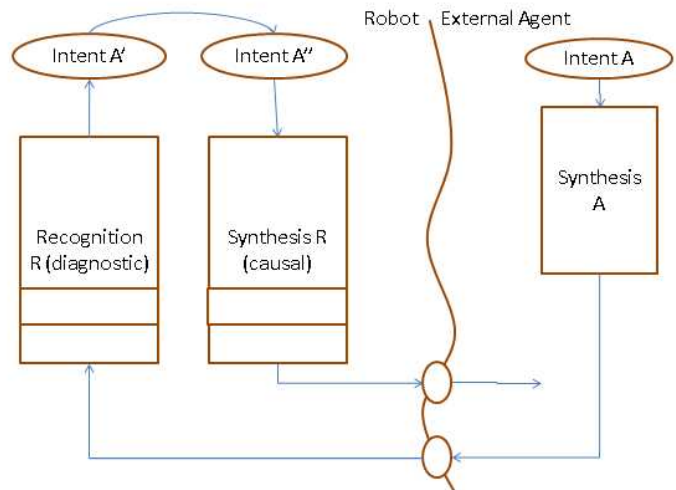 Robot External Agent
Intent A′
Intent A′′
Intent A
Synthesis
A
Recognition
R (diagnostic)
Synthesis R
(causal)